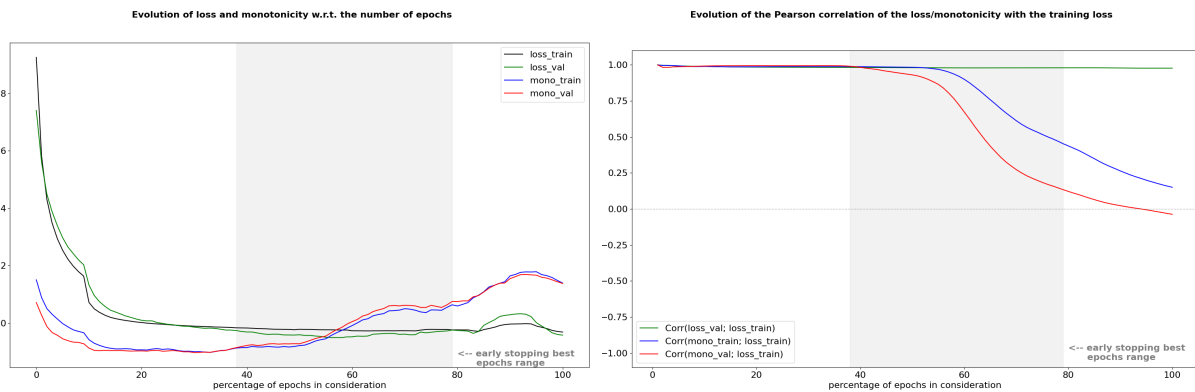 Evolution of loss and monotonicity w.r.t. the number of epochs
loss_train
loss_val
mono_train
mono_val
8
4
2
0
<-- early stopping best
epochs range
0 20 40 60 80 100
percentage of epochs in consideration
Evolution of the Pearson correlation of the loss/monotonicity with the training loss
1.00
0.75
0.50
0.25
0.00
−0.25
−0.50
−0.75
−1.00
Corr(loss_val; loss_train)
Corr(mono_train; loss_train)
Corr(mono_val; loss_train)
<-- early stopping best
epochs range
0 20 40 60 80 100
percentage of epochs in consideration